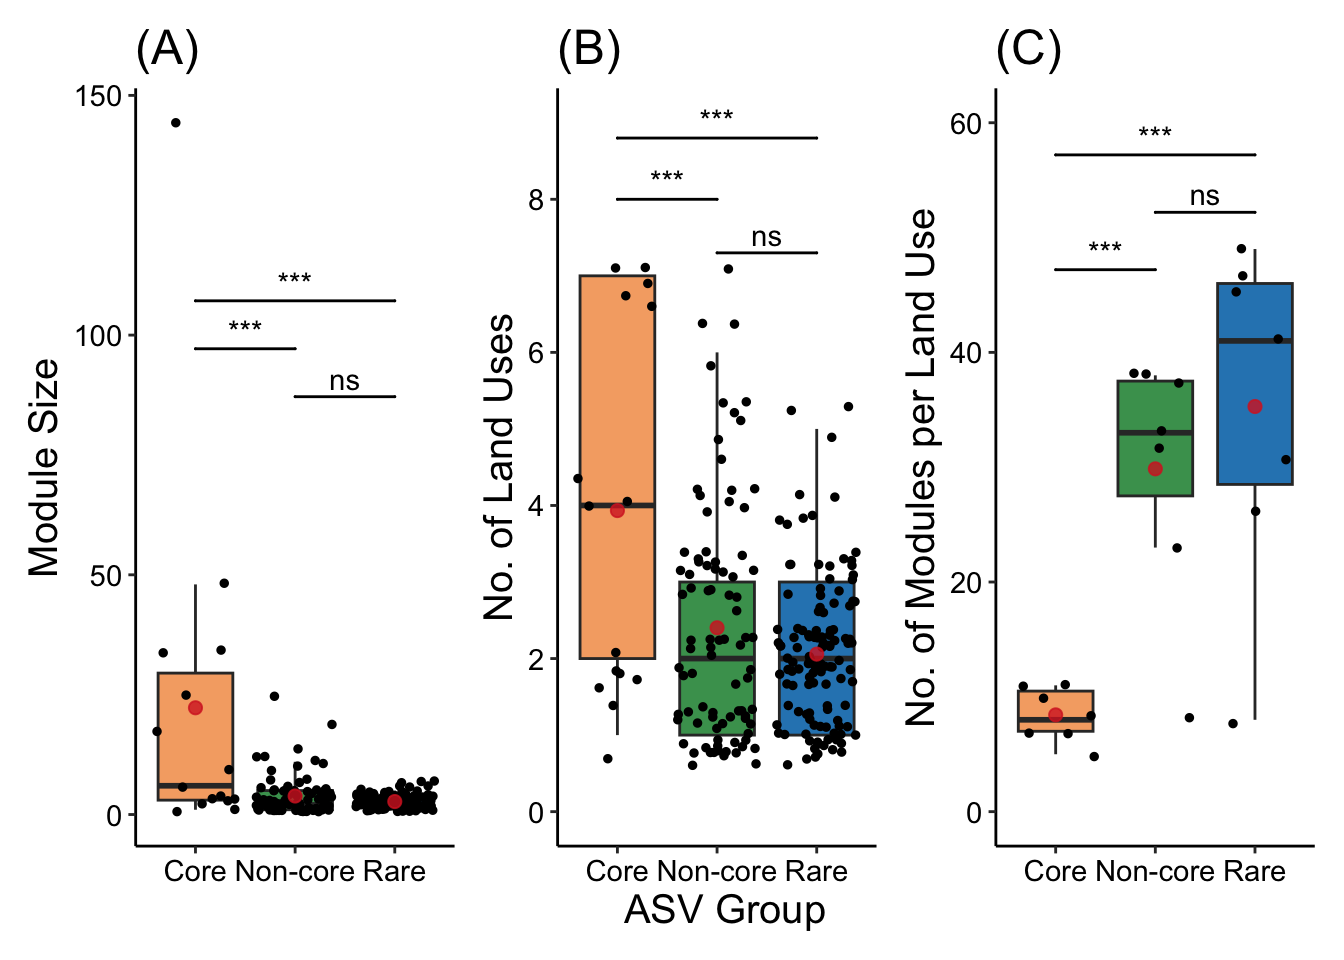 (A)
150
100
50
0
Module Size
***
***
ns
Core Non-core Rare
(B)
8
6
4
2
0
No. of Land Uses
***
***
ns
Core Non-core Rare
ASV Group
(C)
60
40
20
0
No. of Modules per Land Use
***
ns
***
Core Non-core Rare